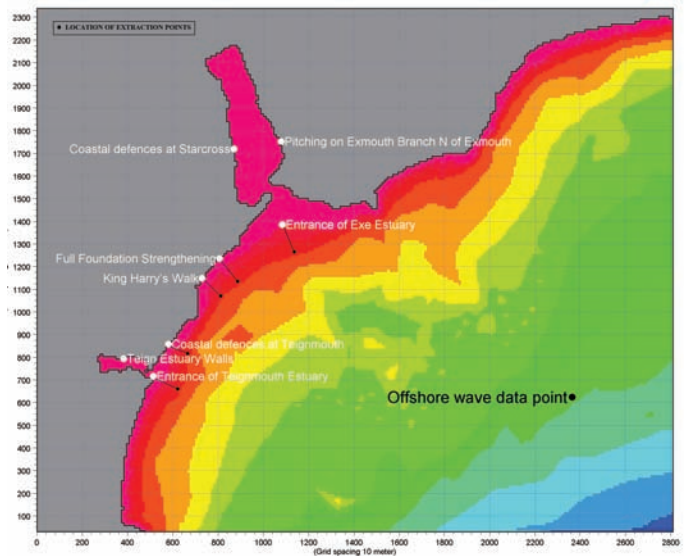 • LOCATION OF EXTRACTION POINTS
Pitching on Exmouth Branch N of Exmouth
Coastal defences at Starcross
Entrance of Exe Estuary
Full Foundation Strengthening
King Harry's Walk
Coastal defences at Teignmouth
Teign Estuary Walls
Entrance of Teignmouth Estuary
Offshore wave data point
2300
2200
2100
2000
1900
1800
1700
1600
1500
1400
1300
1200
1100
1000
900
800
700
600
500
400
300
200
100
0 200 400 600 800 1000 1200 1400 1600 1800 2000 2200 2400 2600 2800
(Grid spacing 10 meter)